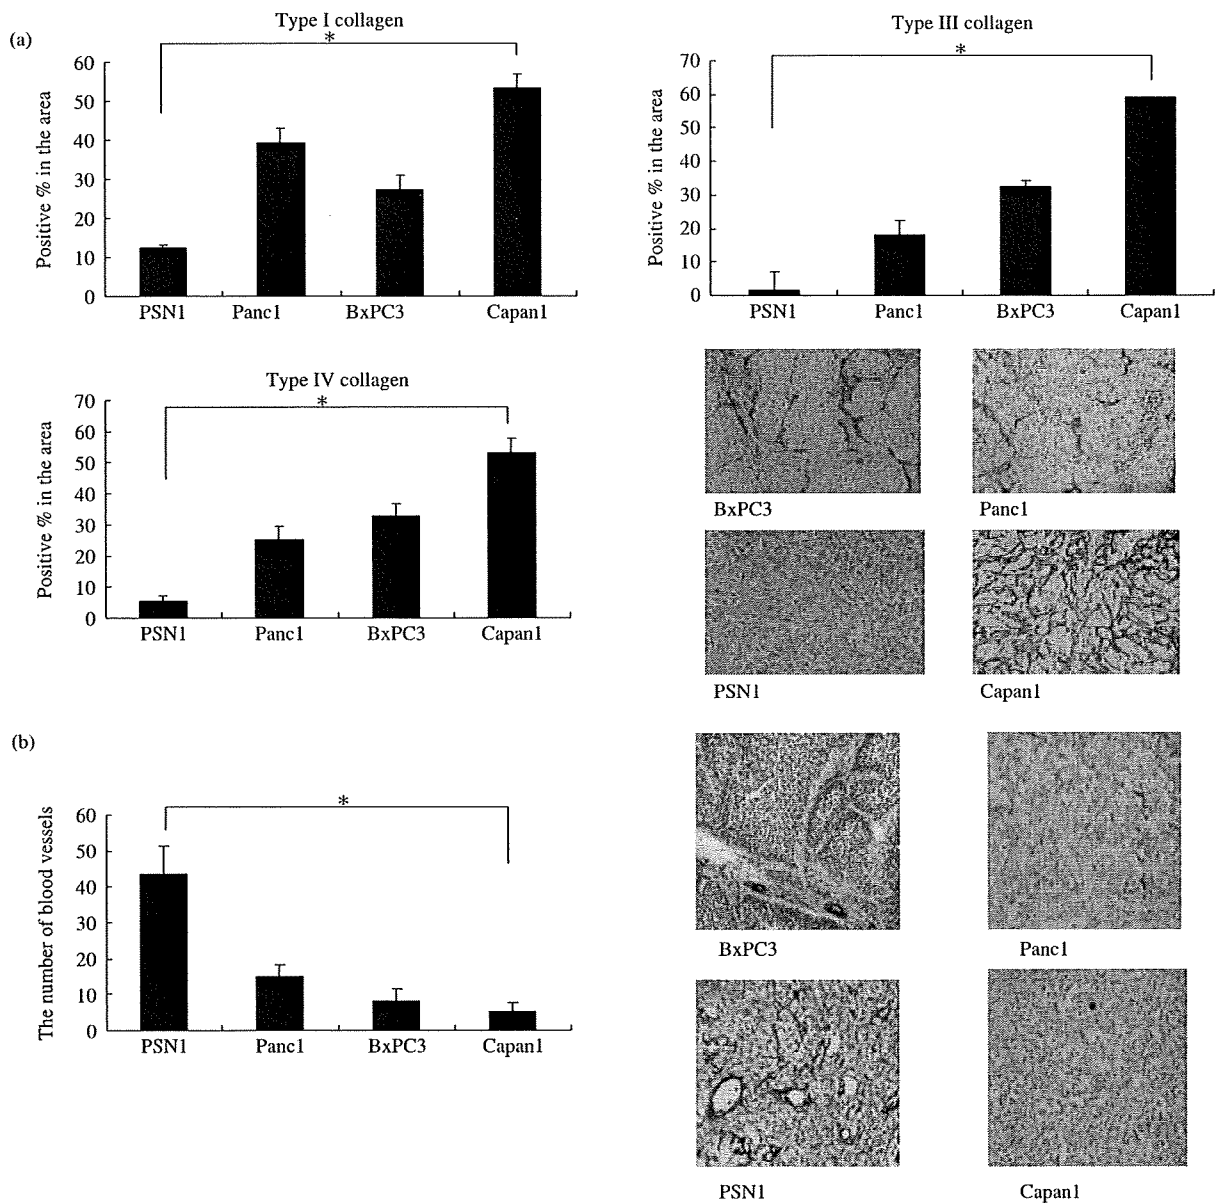 (a)
Type I collagen
*
Positive % in the area
60
50
40
30
20
10
0
PSN1 Panc1 BxPC3 Capan1
Type III collagen
*
Positive % in the area
70
60
50
40
30
20
10
0
PSN1 Panc1 BxPC3 Capan1
Type IV collagen
*
Positive % in the area
70
60
50
40
30
20
10
0
PSN1 Panc1 BxPC3 Capan1
BxPC3 Panc1
PSN1 Capan1
(b)
*
The number of blood vessels
60
50
40
30
20
10
0
PSN1 Panc1 BxPC3 Capan1
BxPC3 Panc1
PSN1 Capan1